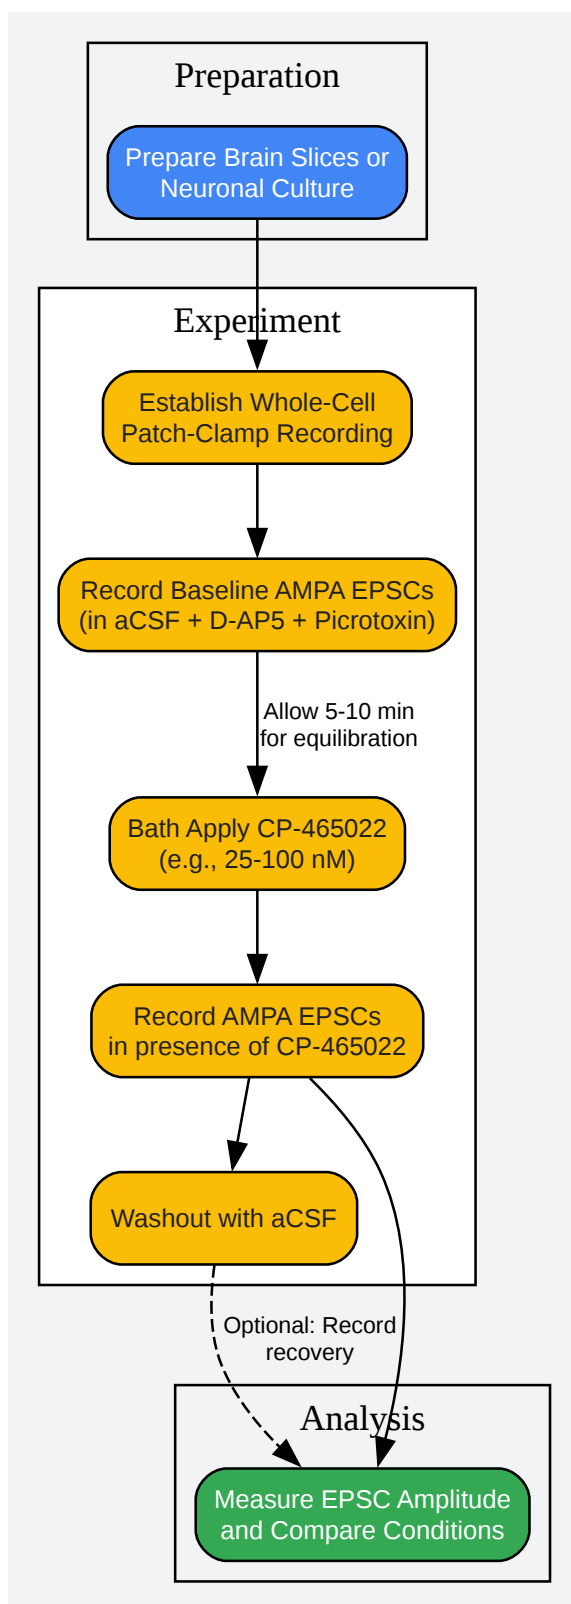 Preparation
Prepare Brain Slices or
Neuronal Culture
Experiment
Establish Whole-Cell
Patch-Clamp Recording
Record Baseline AMPA EPSCs
(in aCSF + D-AP5 + Picrotoxin)
Allow 5-10 min
for equilibration
Bath Apply CP-465022
(e.g., 25-100 nM)
Record AMPA EPSCs
in presence of CP-465022
Washout with aCSF
Optional: Record
recovery
Analysis
Measure EPSC Amplitude
and Compare Conditions